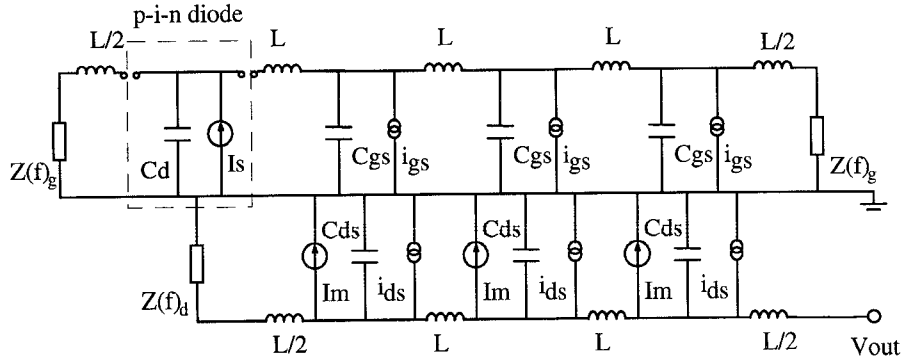 p-i-n diode
L/2 L L L L/2
Z(f)g Cd Is Cgs igs Cgs igs Cgs igs Z(f)g
Z(f)d Cds Im ids Cds Im ids Cds Im ids
L/2 L L L/2
Vout